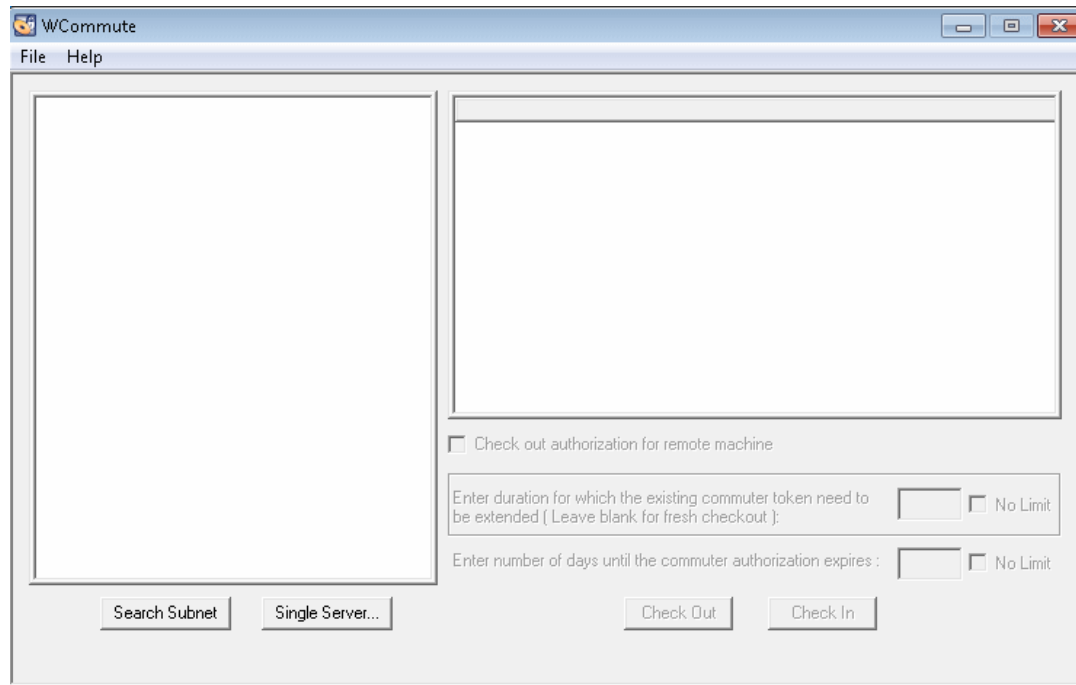 WCommute
File Help
Check out authorization for remote machine
Enter duration for which the existing commuter token need to
be extended ( Leave blank for fresh checkout ):
No Limit
Enter number of days until the commuter authorization expires :
No Limit
Search Subnet
Single Server...
Check Out
Check In